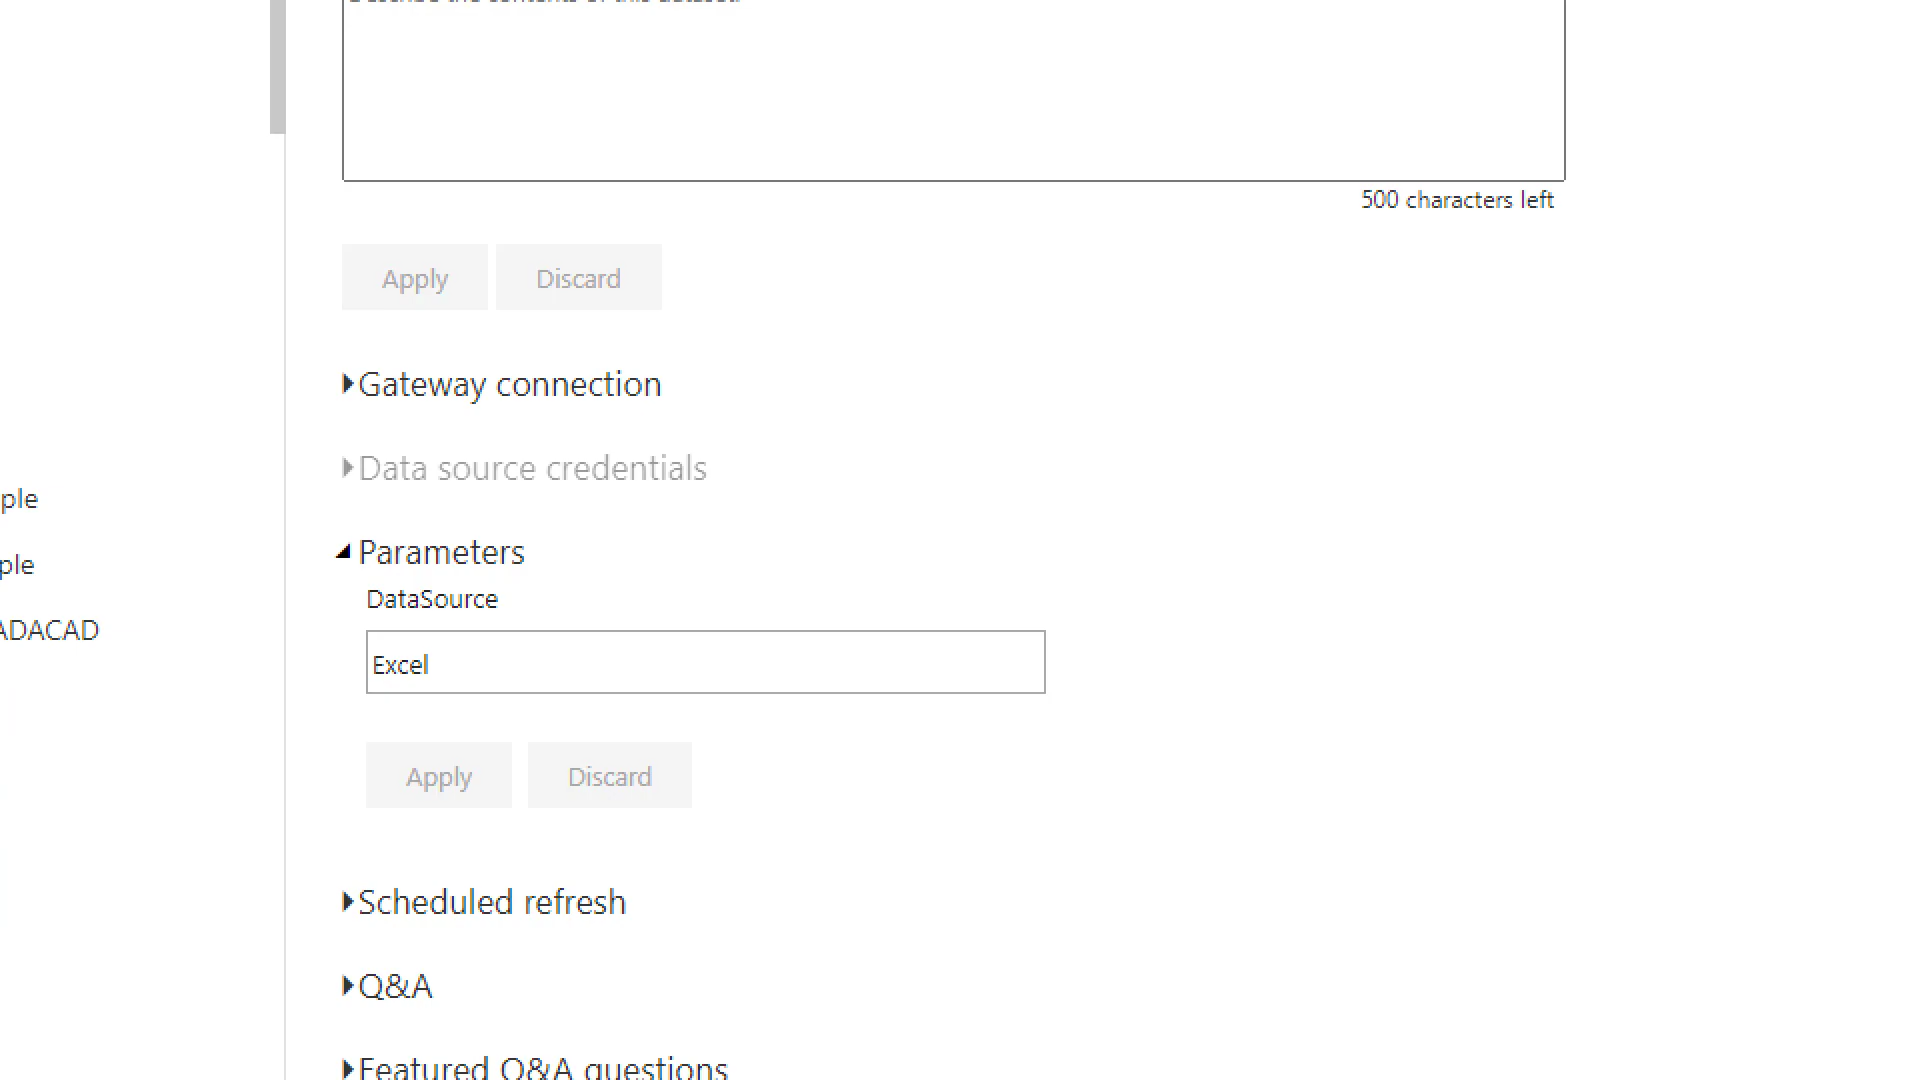 500 characters left
Apply Discard
Gateway connection
Data source credentials
ple
Parameters
ple
DataSource
ADACAD
Excel
Apply Discard
Scheduled refresh
Q&A
Featured Q&A questions